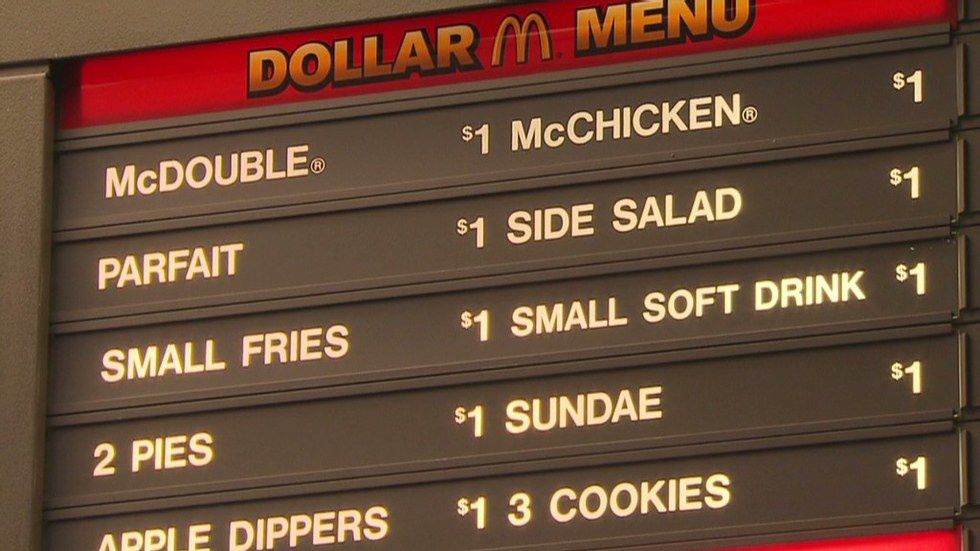 DOLLAR M MENU
McDOUBLE® $1 McCHICKEN® $1
PARFAIT $1 SIDE SALAD $1
SMALL FRIES $1 SMALL SOFT DRINK $1
2 PIES $1 SUNDAE $1
APPLE DIPPERS $1 3 COOKIES $1